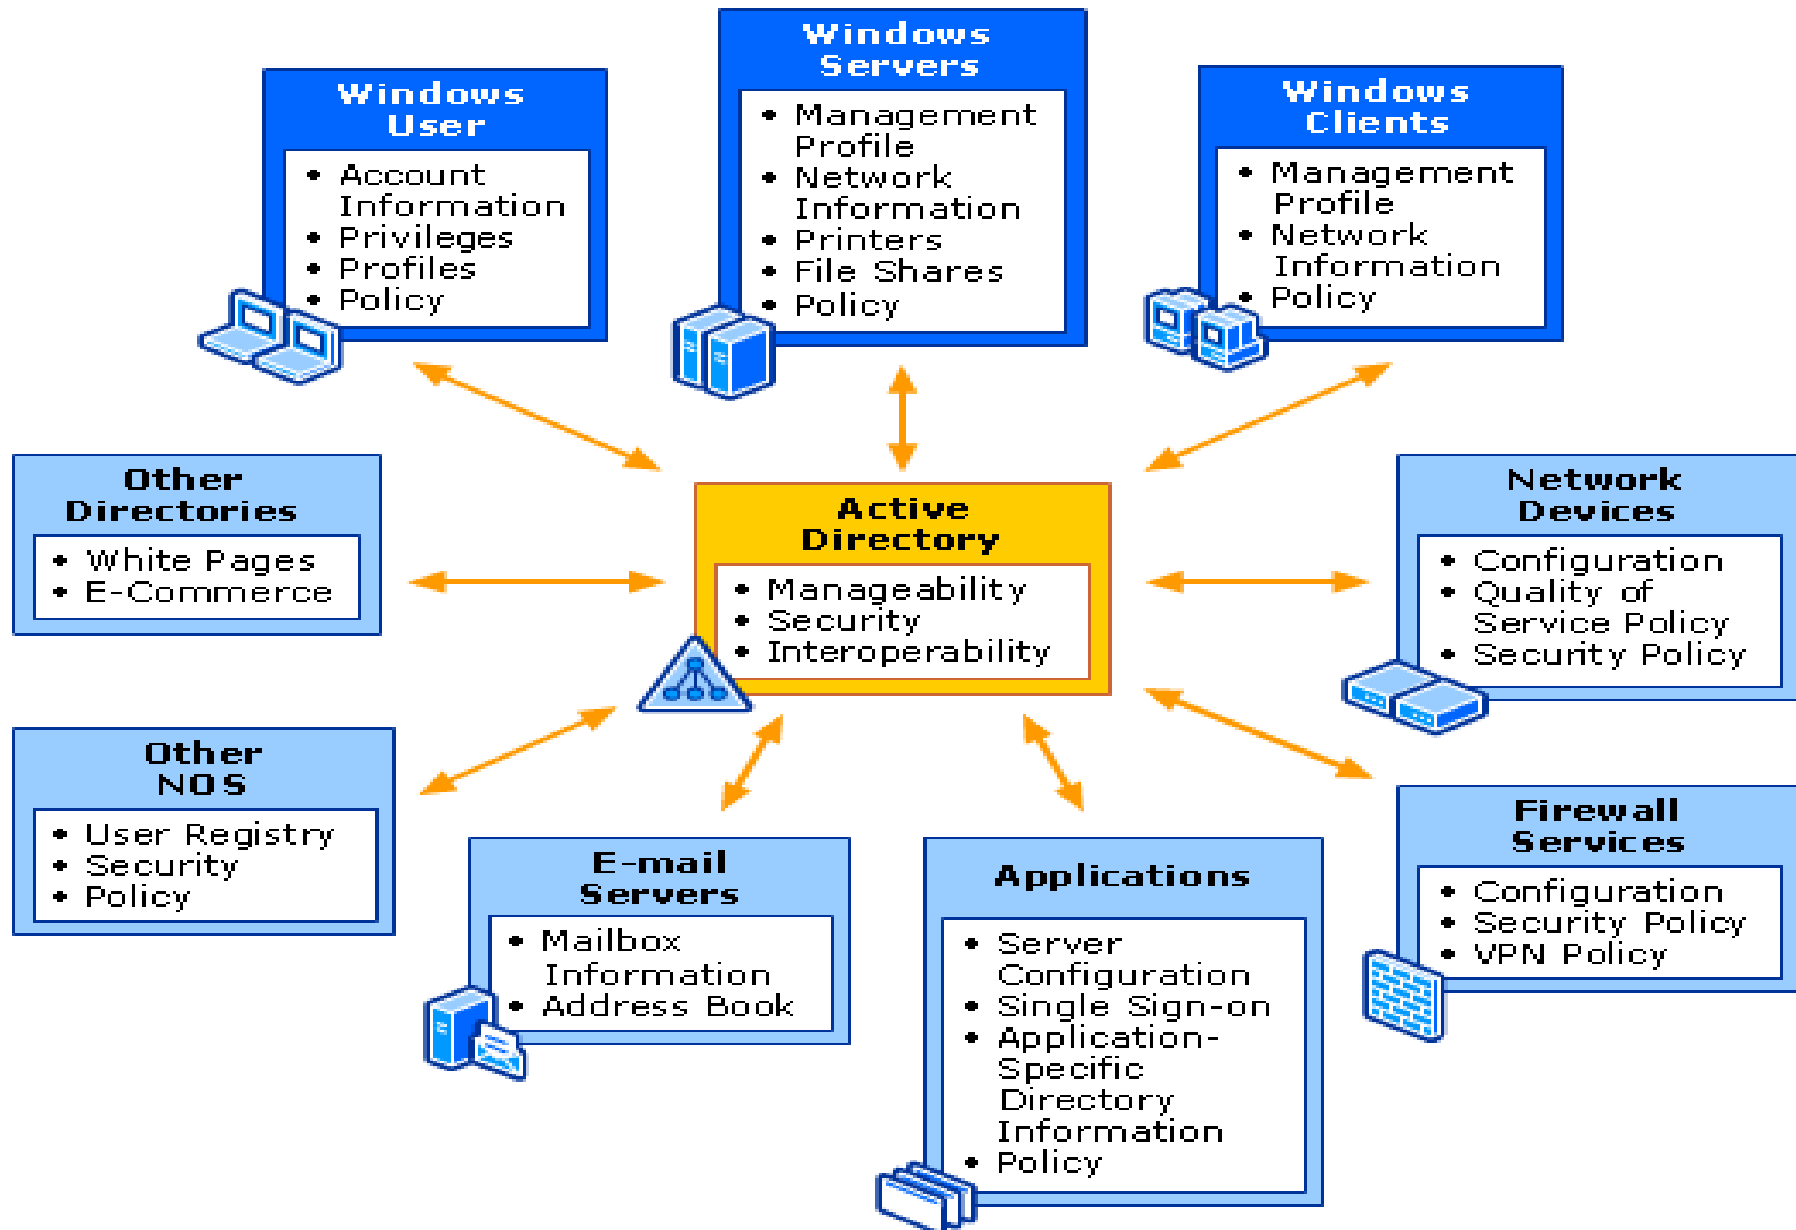 Windows
User
• Account
Information
• Privileges
• Profiles
• Policy
Windows
Servers
• Management
Profile
• Network
Information
• Printers
• File Shares
• Policy
Windows
Clients
• Management
Profile
• Network
Information
• Policy
Other
Directories
• White Pages
• E-Commerce
Active
Directory
• Manageability
• Security
• Interoperability
Network
Devices
• Configuration
• Quality of
Service Policy
• Security Policy
Other
NOS
• User Registry
• Security
• Policy
E-mail
Servers
• Mailbox
Information
• Address Book
Applications
• Server
Configuration
• Single Sign-on
• Application-
Specific
Directory
Information
• Policy
Firewall
Services
• Configuration
• Security Policy
• VPN Policy